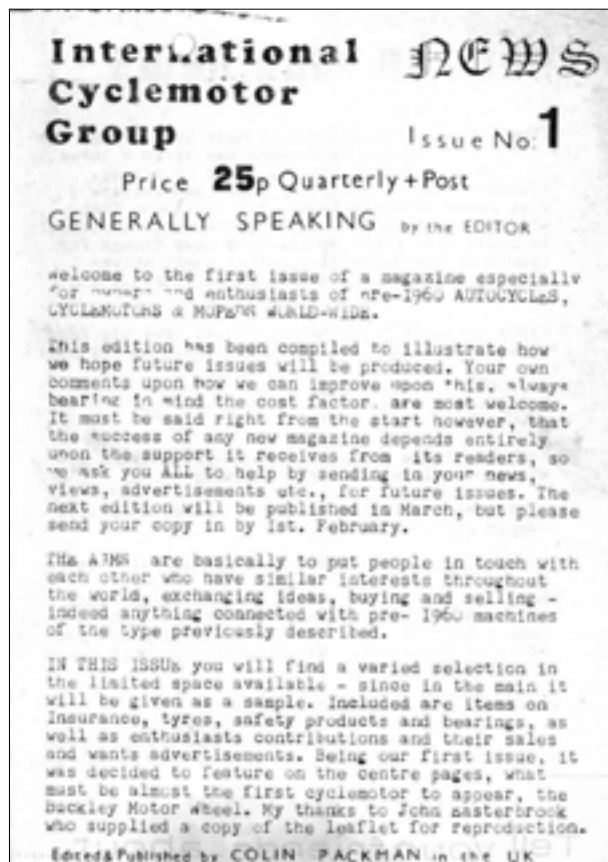 International NEWS
Cyclemotor
Group Issue No: 1
Price 25p Quarterly + Post
GENERALLY SPEAKING by the EDITOR
Welcome to the first issue of a magazine especially
for owners and enthusiasts of pre-1960 AUTOCYCLES,
CYCLEMOTORS & MOPEDS WORLD-WIDE.
This edition has been compiled to illustrate how
we hope future issues will be produced. Your own
comments upon how we can improve upon this, always
bearing in mind the cost factor, are most welcome.
It must be said right from the start however, that
the success of any new magazine depends entirely
upon the support it receives from its readers, so
we ask you ALL to help by sending in your news,
views, advertisements etc., for future issues. The
next edition will be published in March, but please
send your copy in by 1st. February.
THE AIMS are basically to put people in touch with
each other who have similar interests throughout
the world, exchanging ideas, buying and selling -
indeed anything connected with pre- 1960 machines
of the type previously described.
IN THIS ISSUE you will find a varied selection in
the limited space available - since in the main it
will be given as a sample. Included are items on
Insurance, tyres, safety products and bearings, as
well as enthusiasts contributions and their sales
and wants advertisements. Being our first issue, it
was decided to feature on the centre pages, what
must be almost the first cyclemotor to appear, the
Buckley Motor Wheel. My thanks to John
who supplied a copy of the leaflet for reproduction.
Edited & Published by COLIN PACKMAN in the UK